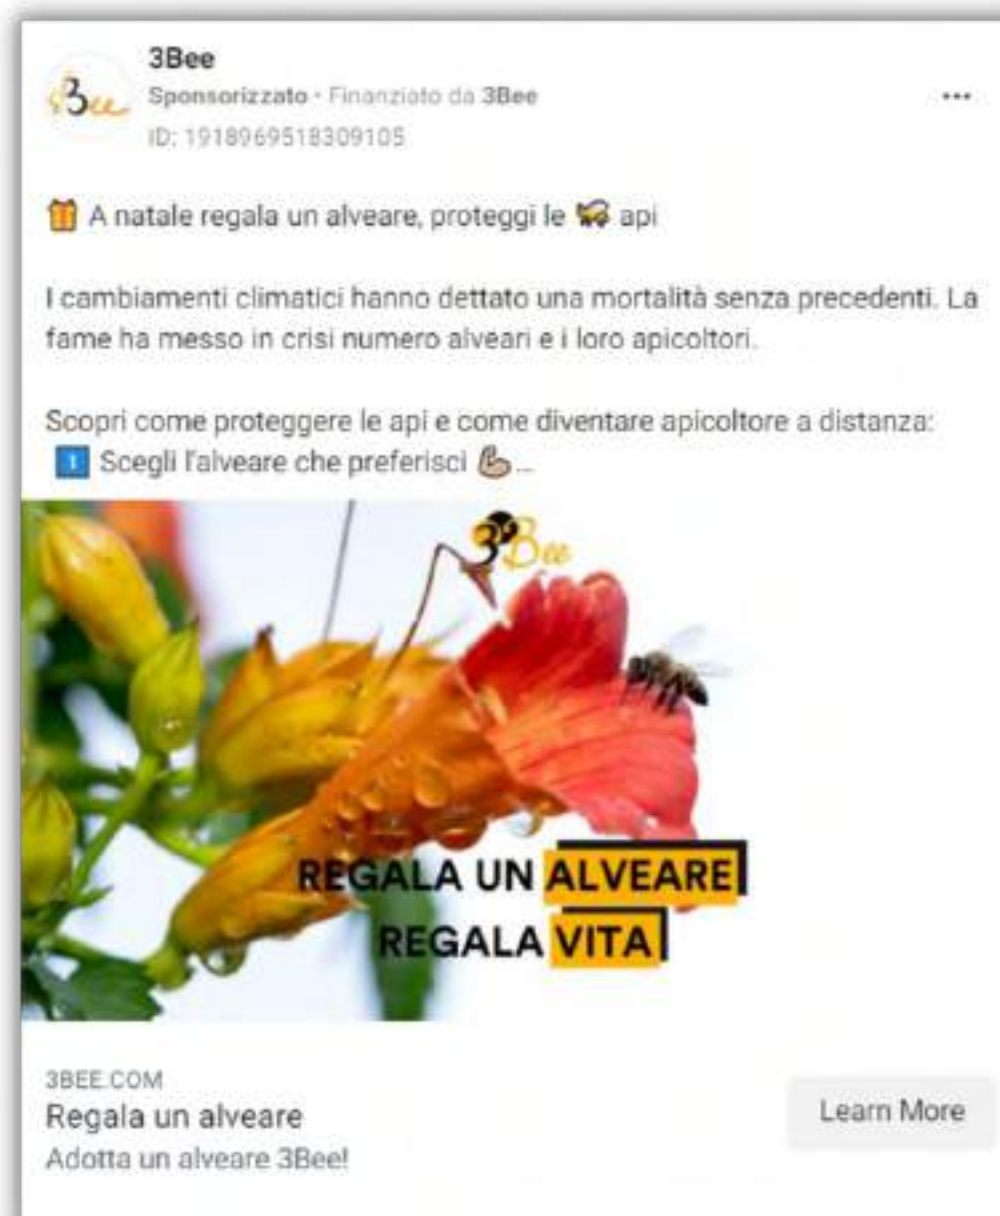 3Bee
3Bee
Sponsorizzato · Finanziato da 3Bee
ID: 1918969518309105
🎁 A natale regala un alveare, proteggi le 🐝 api
I cambiamenti climatici hanno dettato una mortalità senza precedenti. La
fame ha messo in crisi numero alveari e i loro apicoltori.
Scopri come proteggere le api e come diventare apicoltore a distanza:
1️⃣ Scegli l'alveare che preferisci 💪...
3Bee
REGALA UN ALVEARE
REGALA VITA
3BEE.COM
Regala un alveare
Adotta un alveare 3Bee!
Learn More